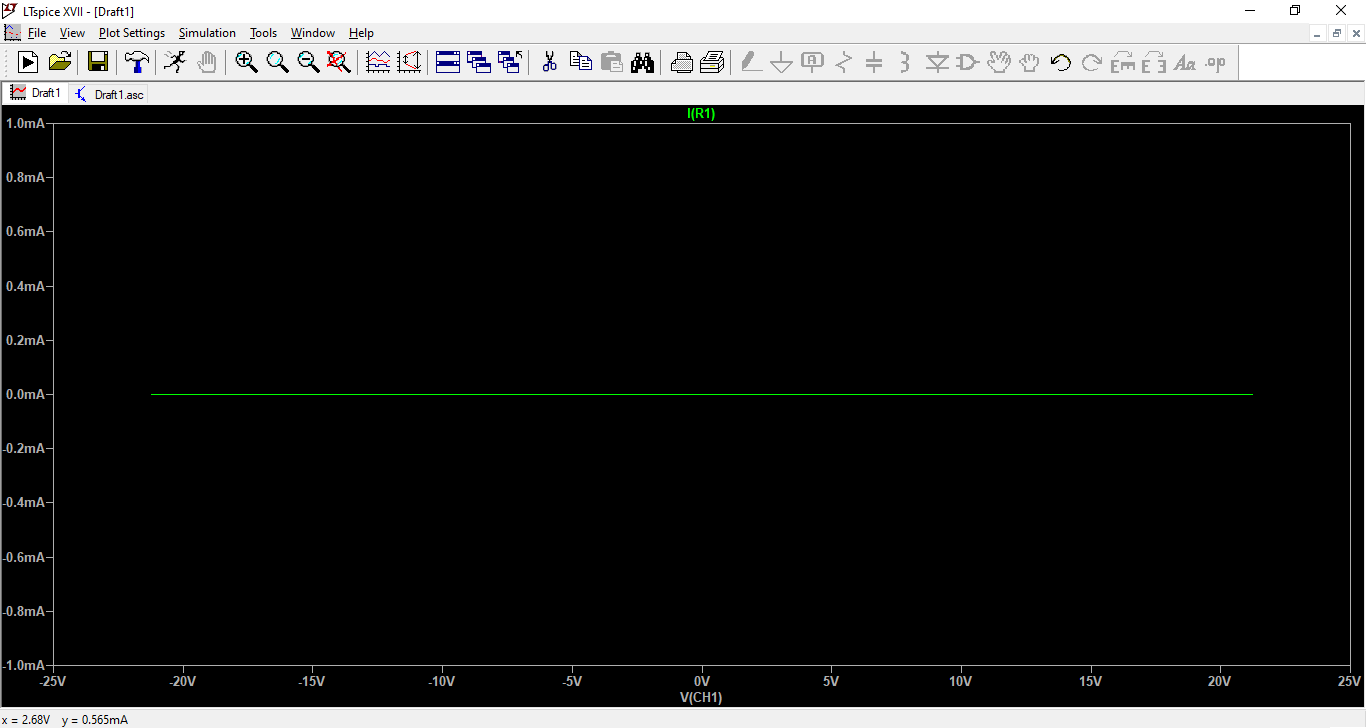 LTspice XVII - [Draft1]
File View Plot Settings Simulation Tools Window Help
Draft1 Draft1.asc
I(R1)
1.0mA
0.8mA
0.6mA
0.4mA
0.2mA
0.0mA
-0.2mA
-0.4mA
-0.6mA
-0.8mA
-1.0mA
-25V -20V -15V -10V -5V 0V 5V 10V 15V 20V 25V
V(CH1)
x = 2.68V y = 0.565mA